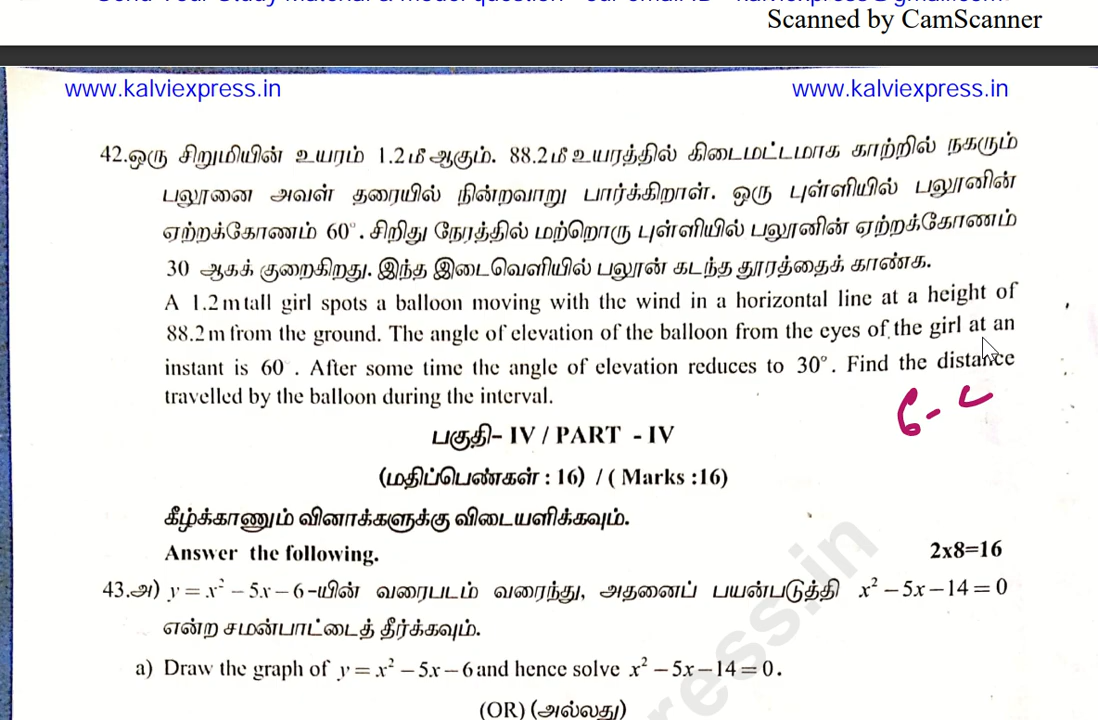 Scanned by CamScanner
www.kalviexpress.in www.kalviexpress.in
42.ஒரு சிறுமியின் உயரம் 1.2மீ ஆகும். 88.2மீ உயரத்தில் கிடைமட்டமாக காற்றில் நகரும்
பலூனை அவள் தரையில் நின்றவாறு பார்க்கிறாள். ஒரு புள்ளியில் பலூனின்
ஏற்றக்கோணம் 60°. சிறிது நேரத்தில் மற்றொரு புள்ளியில் பலூனின் ஏற்றக்கோணம்
30 ஆகக் குறைகிறது. இந்த இடைவெளியில் பலூன் கடந்த தூரத்தைக் காண்க.
A 1.2m tall girl spots a balloon moving with the wind in a horizontal line at a height of
88.2m from the ground. The angle of elevation of the balloon from the eyes of the girl at an
instant is 60 . After some time the angle of elevation reduces to 30°. Find the distance
travelled by the balloon during the interval.
பகுதி- IV / PART - IV
(மதிப்பெண்கள் : 16) / ( Marks :16)
கீழ்க்காணும் வினாக்களுக்கு விடையளிக்கவும்.
Answer the following. 2x8=16
43.அ) y = x² – 5x – 6 -யின் வரைபடம் வரைந்து, அதனைப் பயன்படுத்தி x² – 5x – 14 = 0
என்ற சமன்பாட்டைத் தீர்க்கவும்.
a) Draw the graph of y = x² – 5x – 6 and hence solve x² – 5x – 14 = 0.
(OR) (அல்லது)